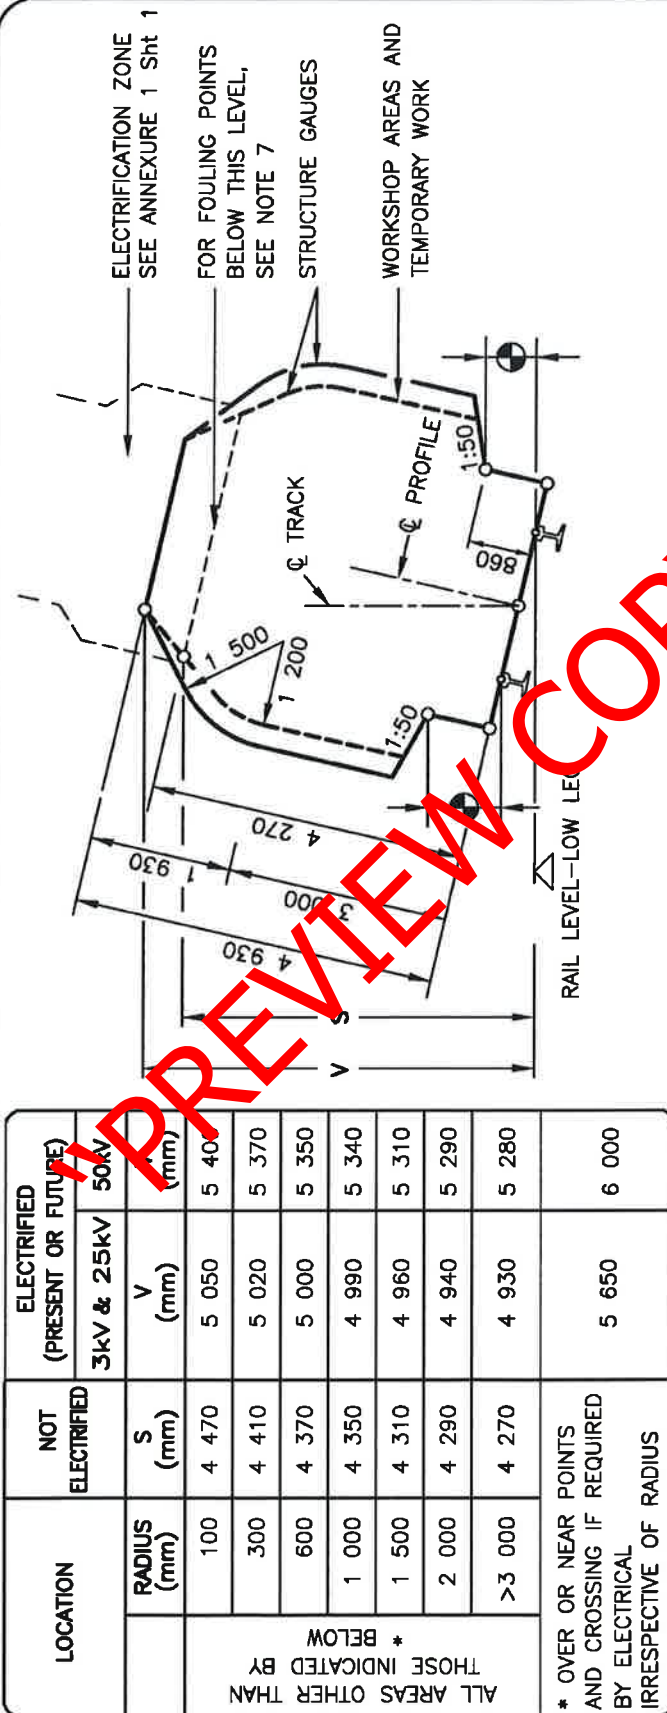 ELECTRIFICATION ZONE
SEE ANNEXURE 1 Sht 1
FOR FOULING POINTS
BELOW THIS LEVEL,
SEE NOTE 7
STRUCTURE GAUGES
WORKSHOP AREAS AND
TEMPORARY WORK
℄ TRACK
℄ PROFILE
1:50
860
1 500
1 200
1:50
4 270
1 930
3 000
4 930
S
V
RAIL LEVEL-LOW LEG
"PREVIEW COP
LOCATION
NOT
ELECTRIFIED
ELECTRIFIED
(PRESENT OR FUTURE)
3kV & 25kV
50kV
RADIUS
(mm)
S
(mm)
V
(mm)
(mm)
ALL AREAS OTHER THAN
THOSE INDICATED BY
* BELOW
100 4 470 5 050 5 400
300 4 410 5 020 5 370
600 4 370 5 000 5 350
1 000 4 350 4 990 5 340
1 500 4 310 4 960 5 310
2 000 4 290 4 940 5 290
>3 000 4 270 4 930 5 280
* OVER OR NEAR POINTS
AND CROSSING IF REQUIRED
BY ELECTRICAL
IRRESPECTIVE OF RADIUS
5 650
6 000